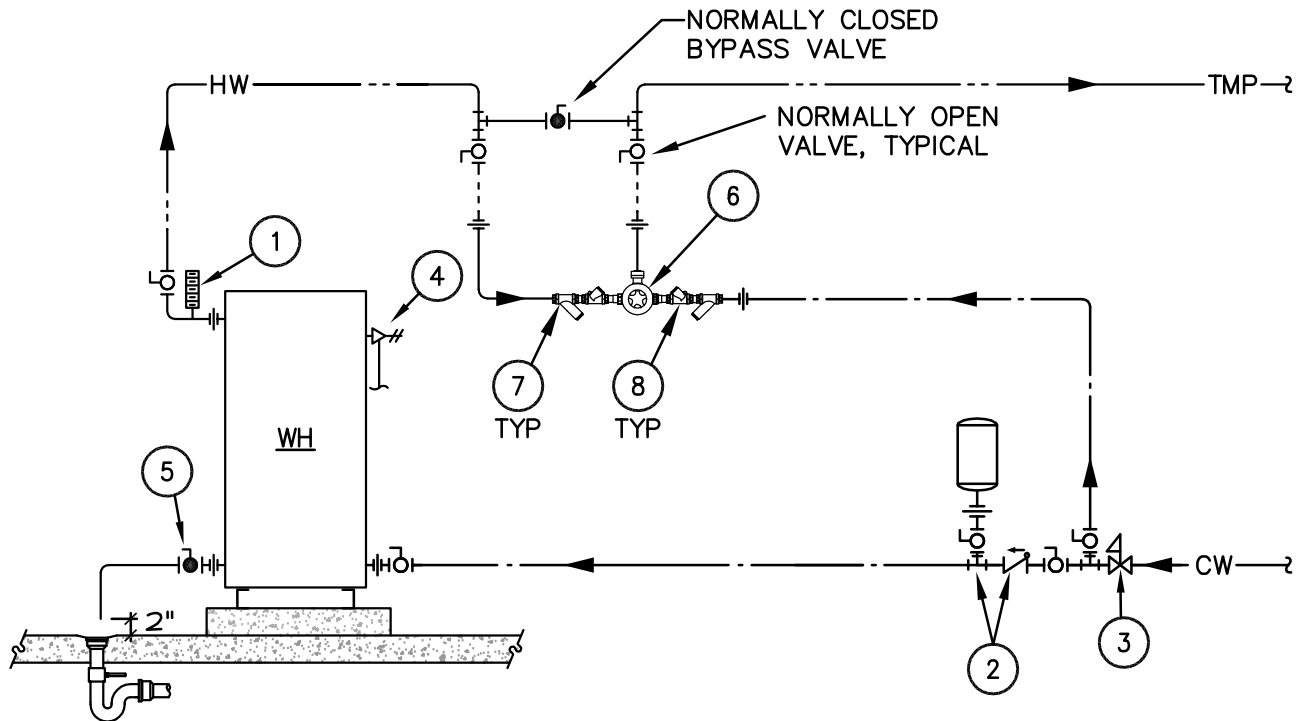 NORMALLY CLOSED
BYPASS VALVE
HW
TMP
NORMALLY OPEN
VALVE, TYPICAL
6
1
4
7
TYP
8
TYP
WH
5
CW
2"
3
2